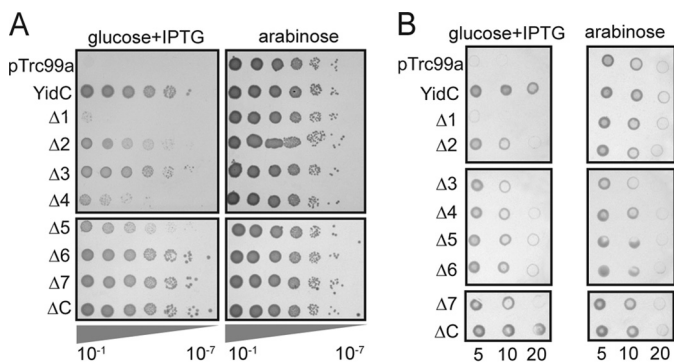 A
glucose+IPTG arabinose
pTrc99a
YidC
Δ1
Δ2
Δ3
Δ4
Δ5
Δ6
Δ7
ΔC
10-1 10-7 10-1 10-7
B
glucose+IPTG arabinose
pTrc99a
YidC
Δ1
Δ2
Δ3
Δ4
Δ5
Δ6
Δ7
ΔC
5 10 20 5 10 20